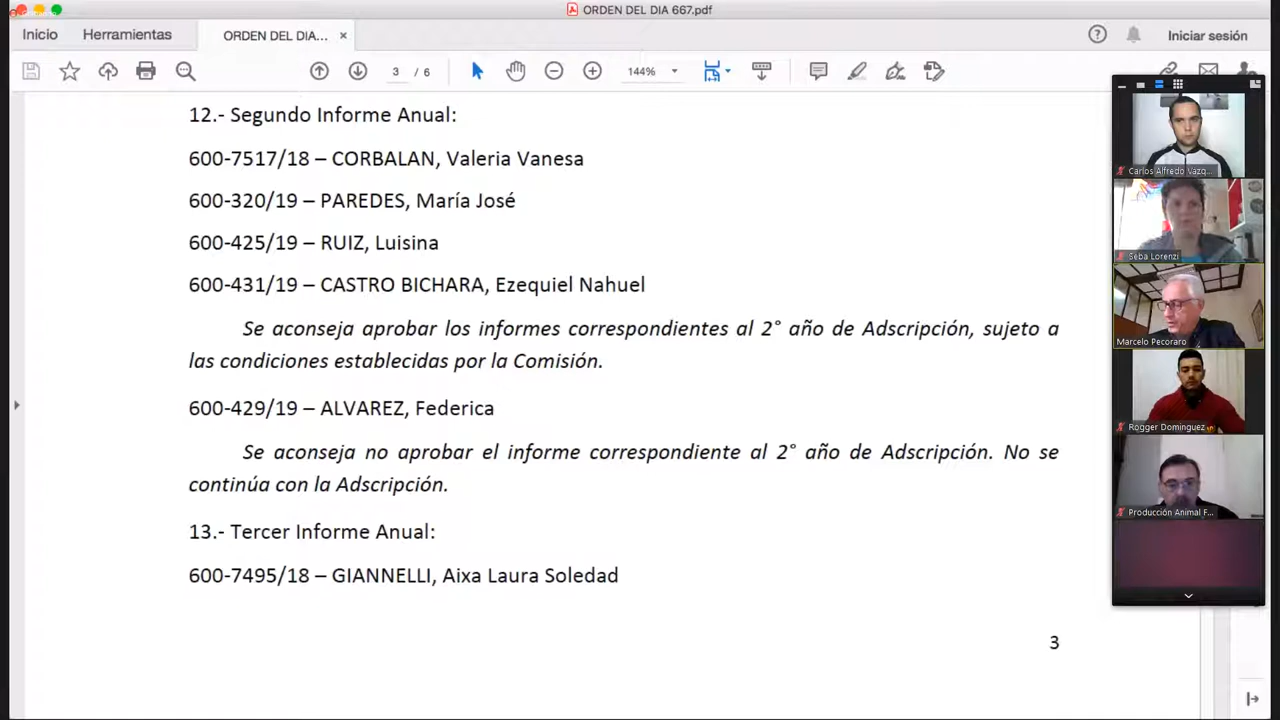 ORDEN DEL DIA 667.pdf
Inicio
Herramientas
ORDEN DEL DIA...
Iniciar sesión
3 / 6
144%
12.- Segundo Informe Anual:
600-7517/18 – CORBALAN, Valeria Vanesa
600-320/19 – PAREDES, María José
600-425/19 – RUIZ, Luisina
600-431/19 – CASTRO BICHARA, Ezequiel Nahuel
Se aconseja aprobar los informes correspondientes al 2° año de Adscripción, sujeto a
las condiciones establecidas por la Comisión.
600-429/19 – ALVAREZ, Federica
Se aconseja no aprobar el informe correspondiente al 2° año de Adscripción. No se
continúa con la Adscripción.
13.- Tercer Informe Anual:
600-7495/18 – GIANNELLI, Aixa Laura Soledad
3
Carlos Alfredo Vazq...
Seba Lorenzi
Marcelo Pecoraro
Rogger Dominguez
Producción Animal F...